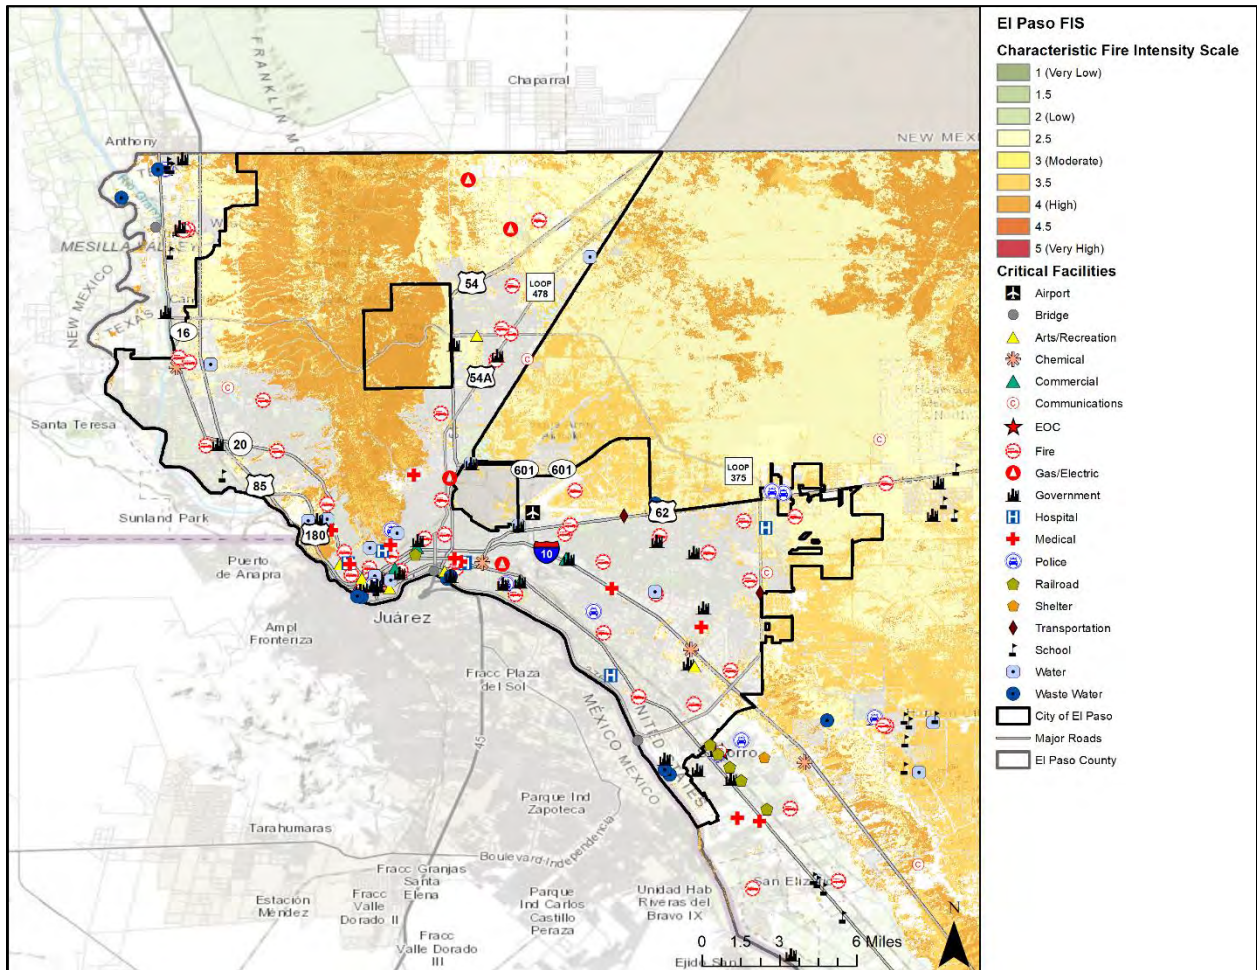 FRANKLIN MO
Chaparral
NEW MEXI
Anthony
MESILLA VALLEY
NEW MEXICO
TEXAS
54
LOOP
478
16
54A
Santa Teresa
20
85
601
601
LOOP
375
62
Sunland Park
180
10
Puerto
de Anapra
Juárez
Ampl
Fronteriza
Fracc Plaza
del Sol
UNITED STATES
MÉXICO MEXICO
45
Parque Ind
Zapoteca
Tarahumaras
Boulevard-Independencia
Fracc Granjas
Santa
Elena
Estación
Méndez
Fracc
Valle
Dorado II
Parque
Ind Carlos
Castillo
Peraza
Unidad Hab
Riveras del
Bravo IX
San Eliz
Fracc
Valle Dorado
III
Ejido San
N
0 1.5 3 6 Miles
El Paso FIS
Characteristic Fire Intensity Scale
1 (Very Low)
1.5
2 (Low)
2.5
3 (Moderate)
3.5
4 (High)
4.5
5 (Very High)
Critical Facilities
Airport
Bridge
Arts/Recreation
Chemical
Commercial
Communications
EOC
Fire
Gas/Electric
Government
Hospital
Medical
Police
Railroad
Shelter
Transportation
School
Water
Waste Water
City of El Paso
Major Roads
El Paso County